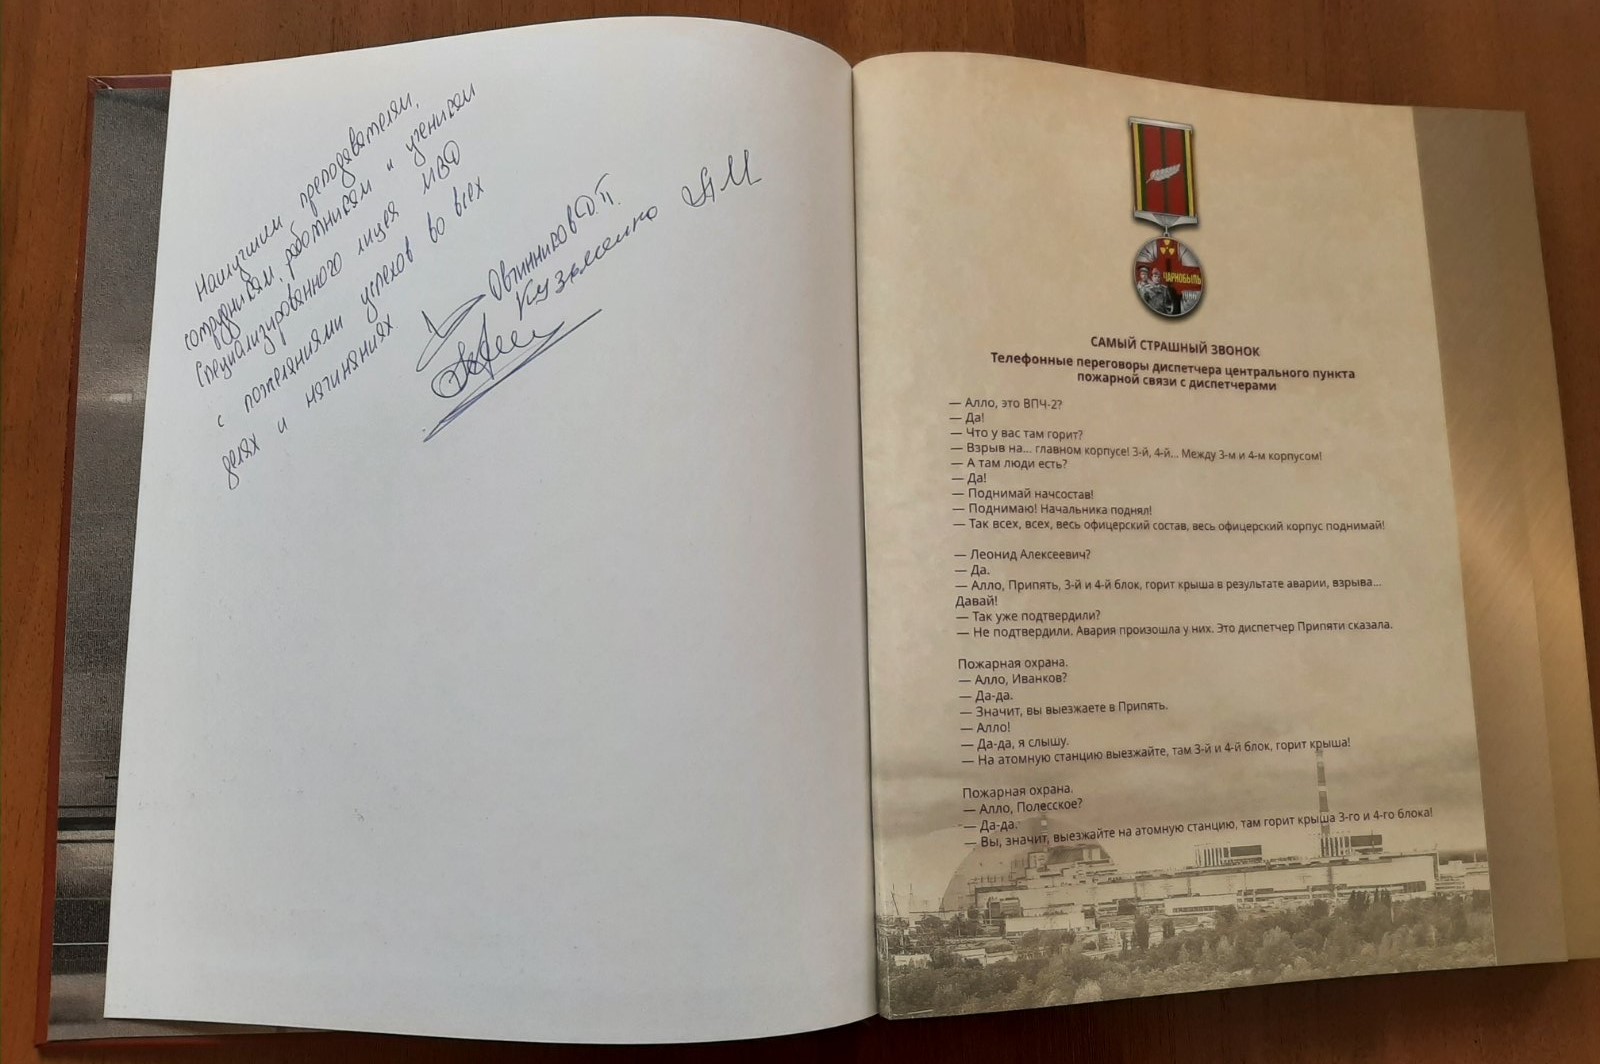 Наилучшим преподавателям,
сотрудникам, работникам и ученикам
Специализированного лицея МВД
с пожеланиями успехов во всех
делах и начинаниях
Овчинников Д.П.
Кузьменко А М
ЧАРНОБЫЛЬ
1986
САМЫЙ СТРАШНЫЙ ЗВОНОК
Телефонные переговоры диспетчера центрального пункта
пожарной связи с диспетчерами
— Алло, это ВПЧ-2?
— Да!
— Что у вас там горит?
— Взрыв на... главном корпусе! 3-й, 4-й... Между 3-м и 4-м корпусом!
— А там люди есть?
— Да!
— Поднимай начсостав!
— Поднимаю! Начальника поднял!
— Так всех, всех, весь офицерский состав, весь офицерский корпус поднимай!
— Леонид Алексеевич?
— Да.
— Алло, Припять, 3-й и 4-й блок, горит крыша в результате аварии, взрыва...
Давай!
— Так уже подтвердили?
— Не подтвердили. Авария произошла у них. Это диспетчер Припяти сказала.
Пожарная охрана.
— Алло, Иванков?
— Да-да.
— Значит, вы выезжаете в Припять.
— Алло!
— Да-да, я слышу.
— На атомную станцию выезжайте, там 3-й и 4-й блок, горит крыша!
Пожарная охрана.
— Алло, Полесское?
— Да-да.
— Вы, значит, выезжайте на атомную станцию, там горит крыша 3-го и 4-го блока!